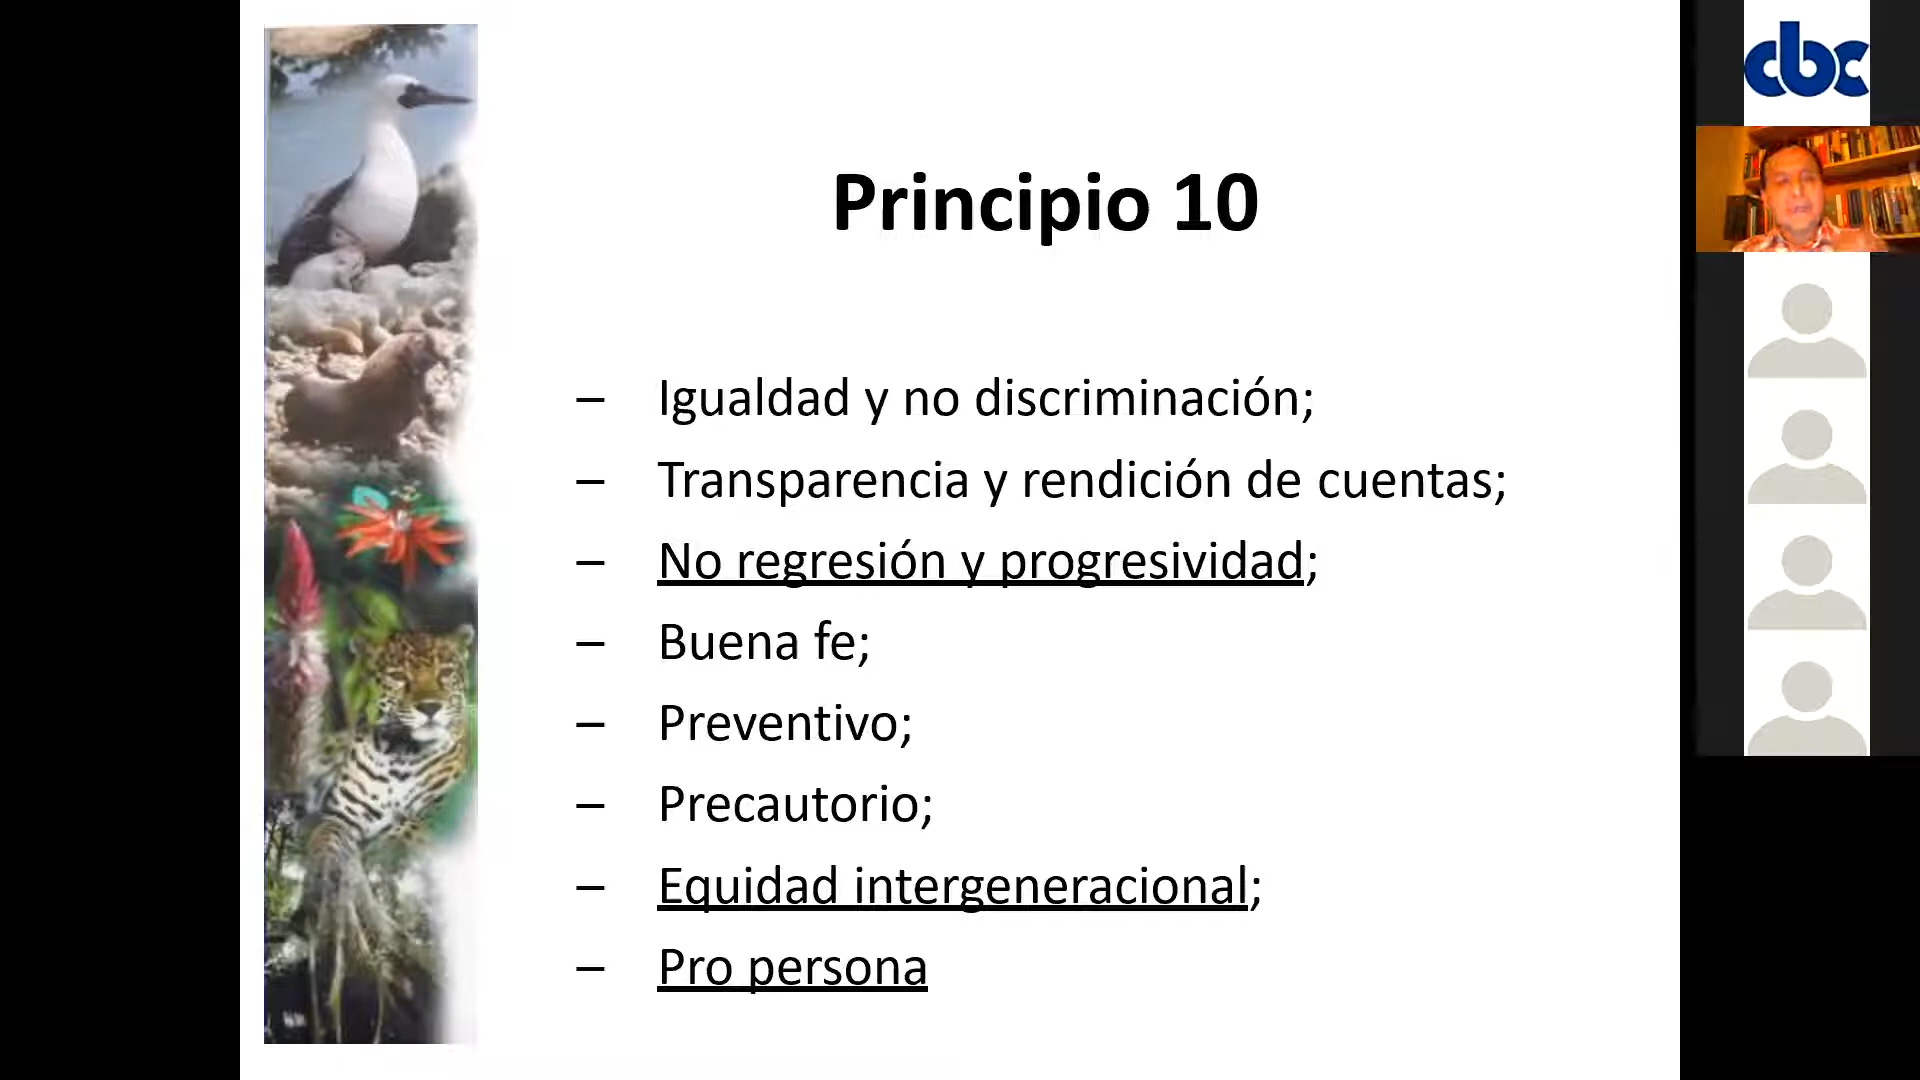 Principio 10
– Igualdad y no discriminación;
– Transparencia y rendición de cuentas;
– No regresión y progresividad;
– Buena fe;
– Preventivo;
– Precautorio;
– Equidad intergeneracional;
– Pro persona
cbc